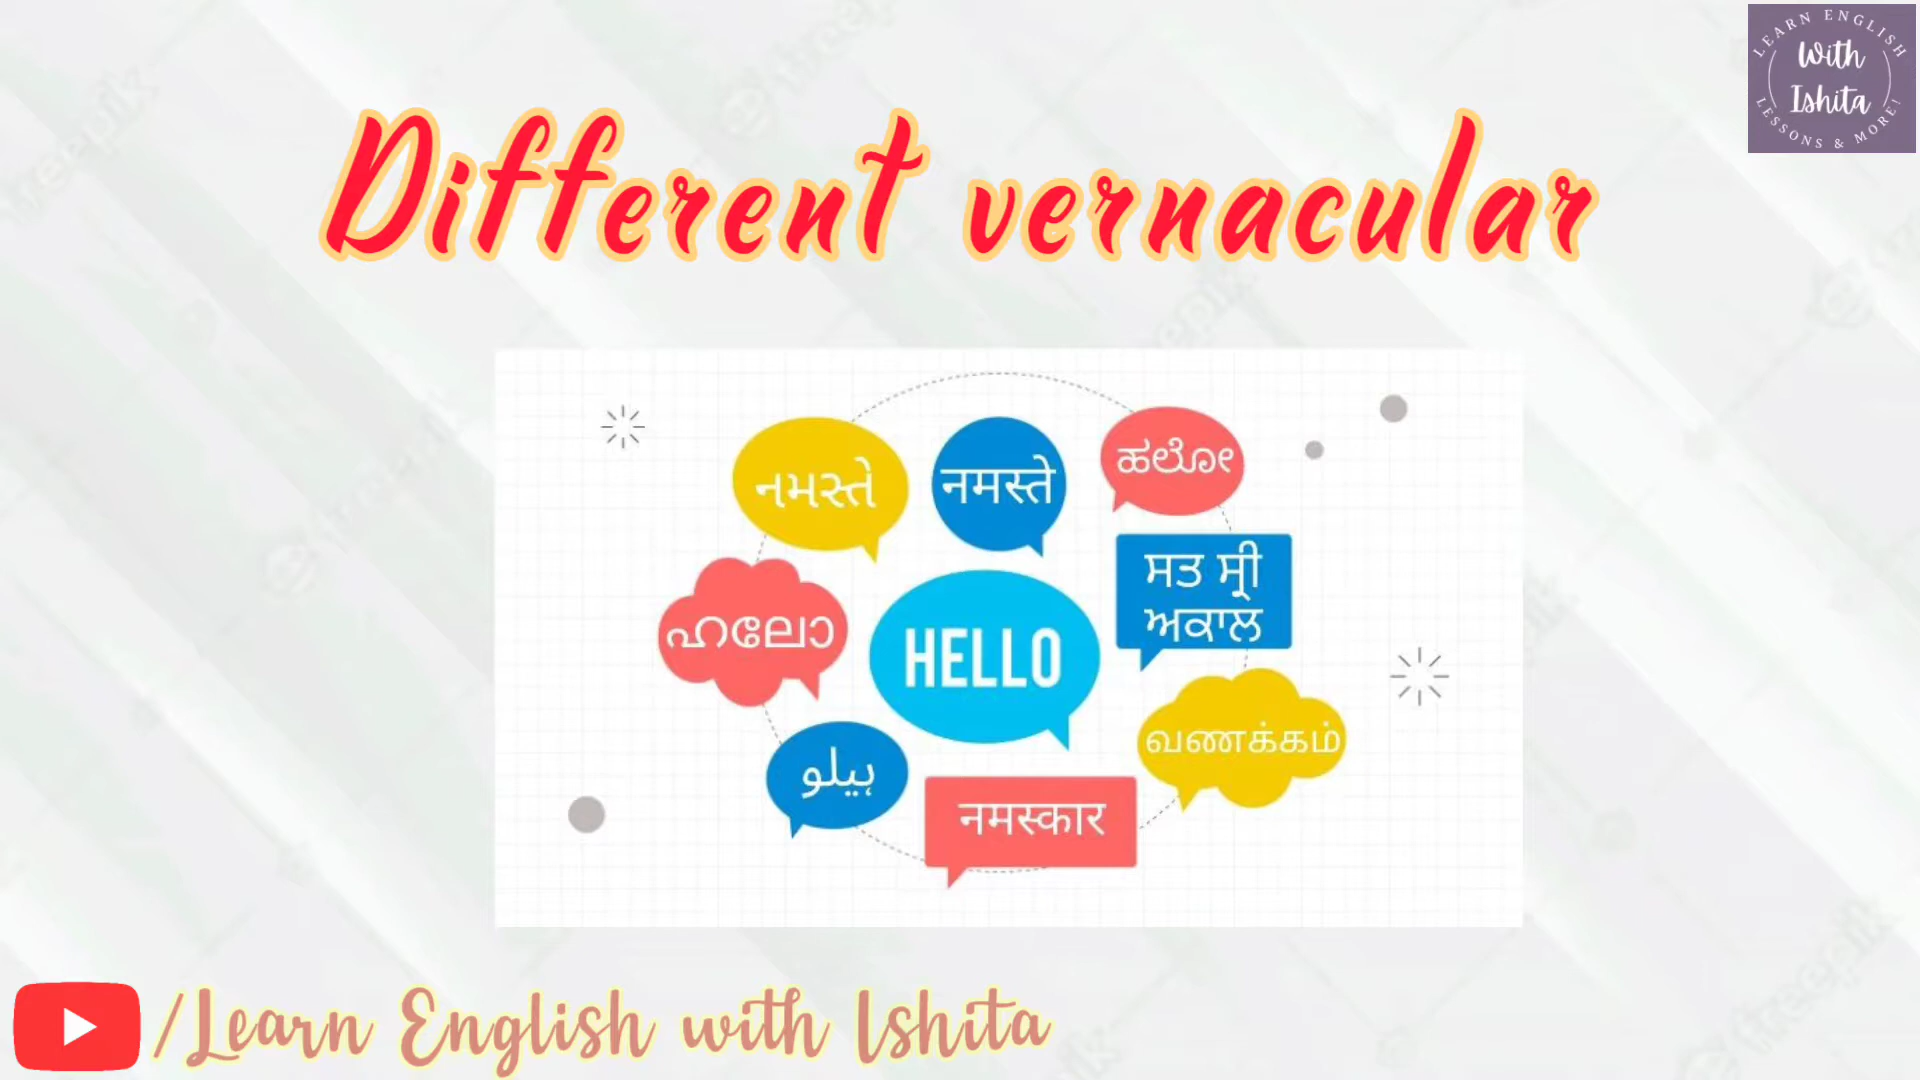 LEARN ENGLISH
With
Ishita
LESSONS & MORE!
Different vernacular
નમસ્તે
नमस्ते
ಹಲೋ
ਸਤ ਸ੍ਰੀ
ਅਕਾਲ
ഹലോ
HELLO
வணக்கம்
ہیلو
नमस्कार
/Learn English with Ishita